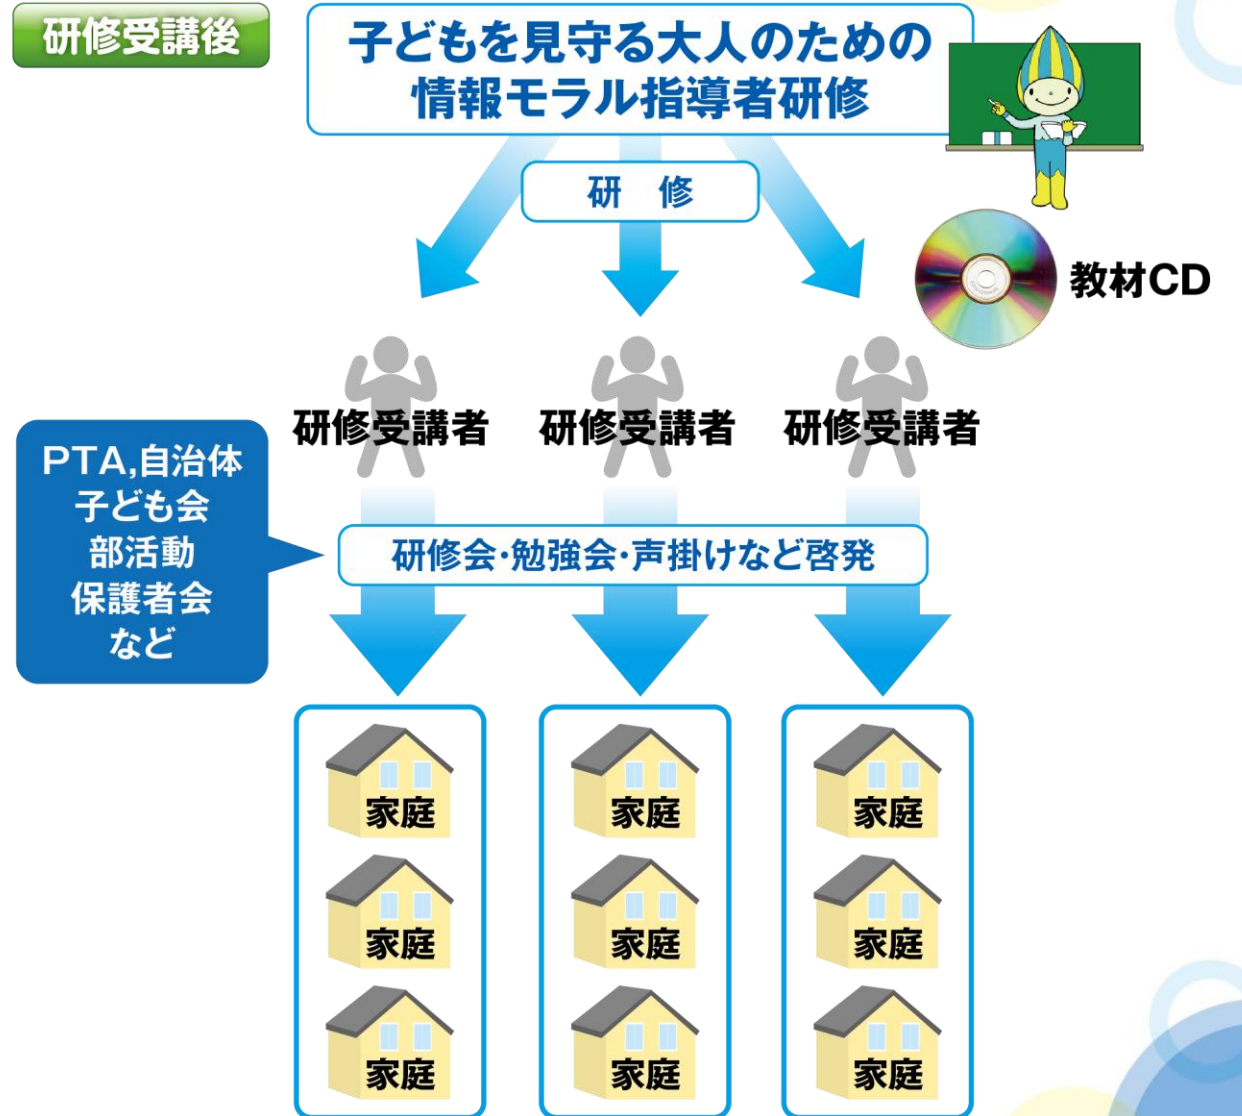 研修受講後
子どもを見守る大人のための
情報モラル指導者研修
研 修
教材CD
研修受講者 研修受講者 研修受講者
PTA,自治体
子ども会
部活動
保護者会
など
研修会・勉強会・声掛けなど啓発
家庭 家庭 家庭
家庭 家庭 家庭
家庭 家庭 家庭